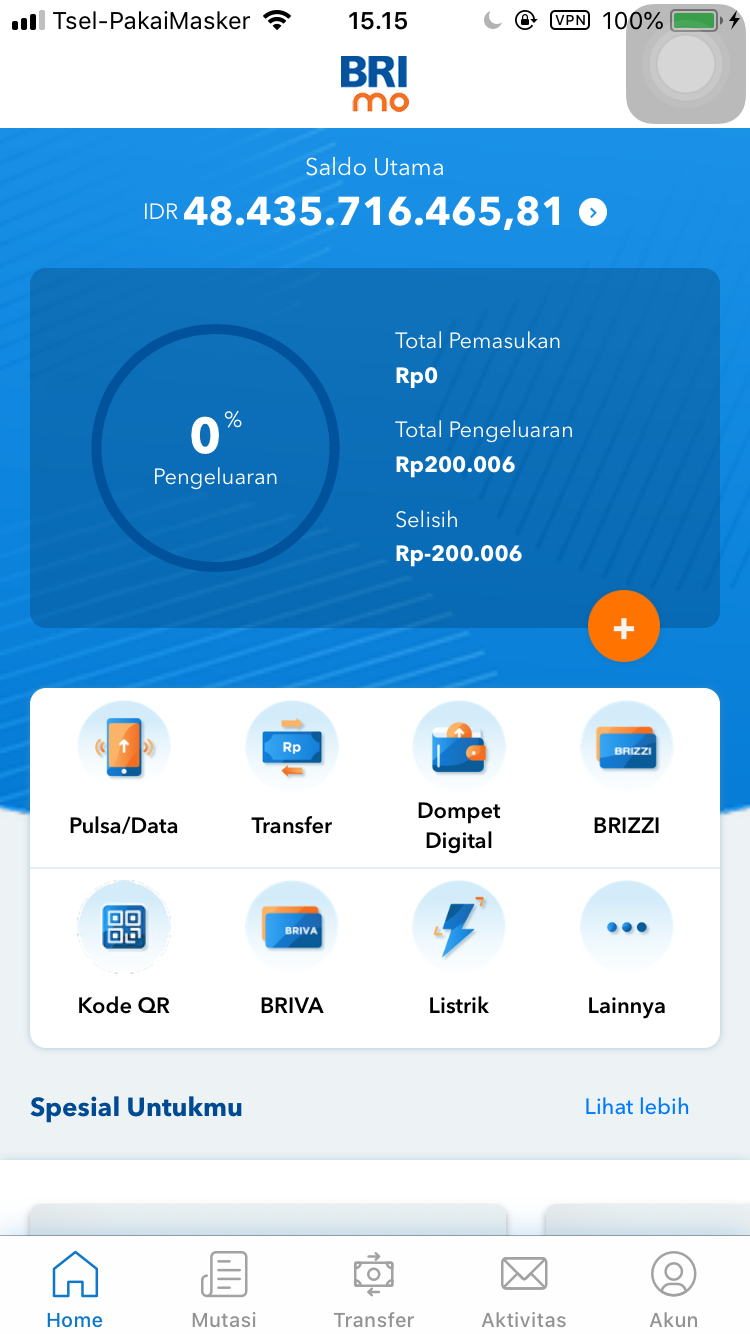 Tsel-PakaiMasker 15.15 VPN 100%
BRI
mo
Saldo Utama
IDR 48.435.716.465,81
Total Pemasukan
Rp0
0 %
Pengeluaran
Total Pengeluaran
Rp200.006
Selisih
Rp-200.006
+
Rp
BRIZZI
Pulsa/Data
Transfer
Dompet
Digital
BRIZZI
BRIVA
Kode QR
BRIVA
Listrik
Lainnya
Spesial Untukmu
Lihat lebih
Home
Mutasi
Transfer
Aktivitas
Akun